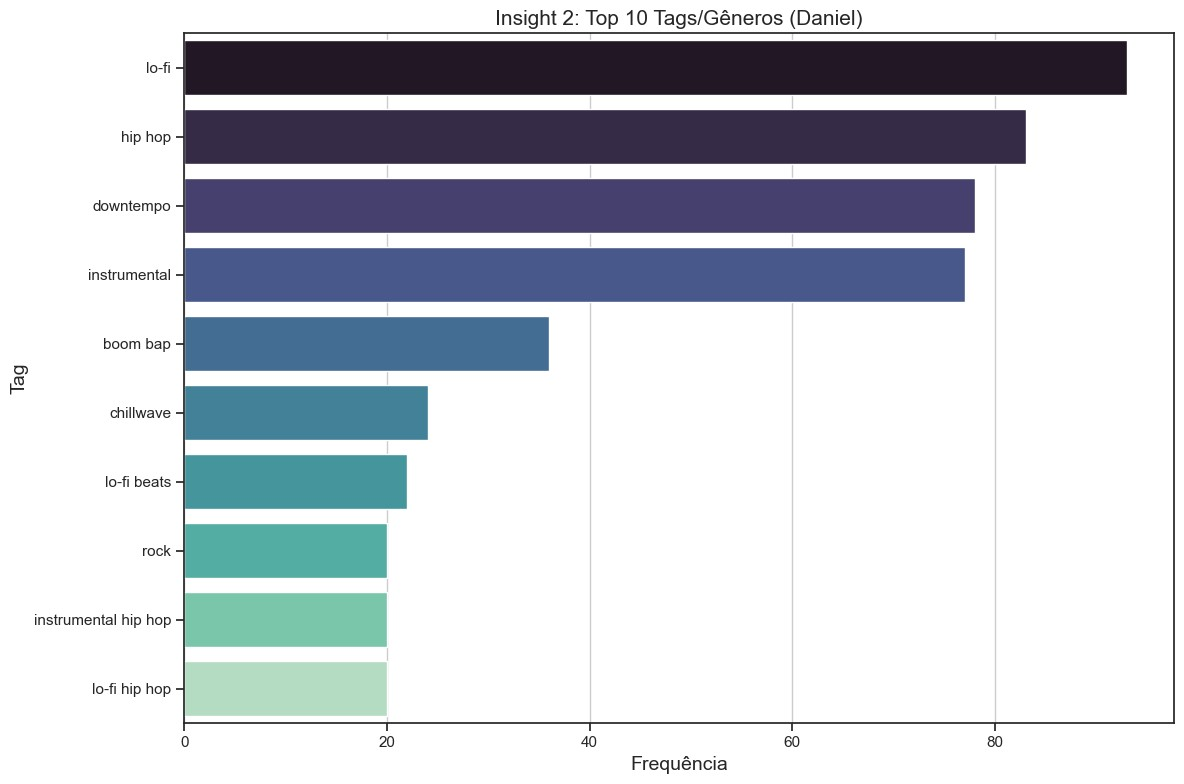 Insight 2: Top 10 Tags/Gêneros (Daniel)
Tag
lo-fi
hip hop
downtempo
instrumental
boom bap
chillwave
lo-fi beats
rock
instrumental hip hop
lo-fi hip hop
0 20 40 60 80
Frequência